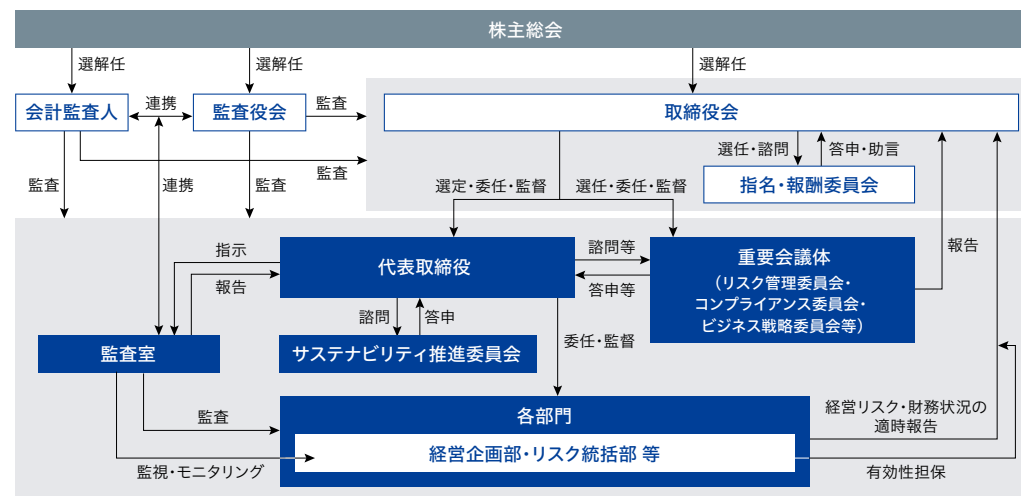 株主総会
選解任
選解任
選解任
会計監査人
連携
監査役会
監査
取締役会
監査
選任・諮問
答申・助言
指名・報酬委員会
監査
連携
監査
選定・委任・監督
選任・委任・監督
指示
報告
代表取締役
諮問等
答申等
重要会議体
（リスク管理委員会・
コンプライアンス委員会・
ビジネス戦略委員会等）
報告
諮問
答申
監査室
サステナビリティ推進委員会
委任・監督
監査
各部門
経営企画部・リスク統括部 等
監視・モニタリング
経営リスク・財務状況の
適時報告
有効性担保